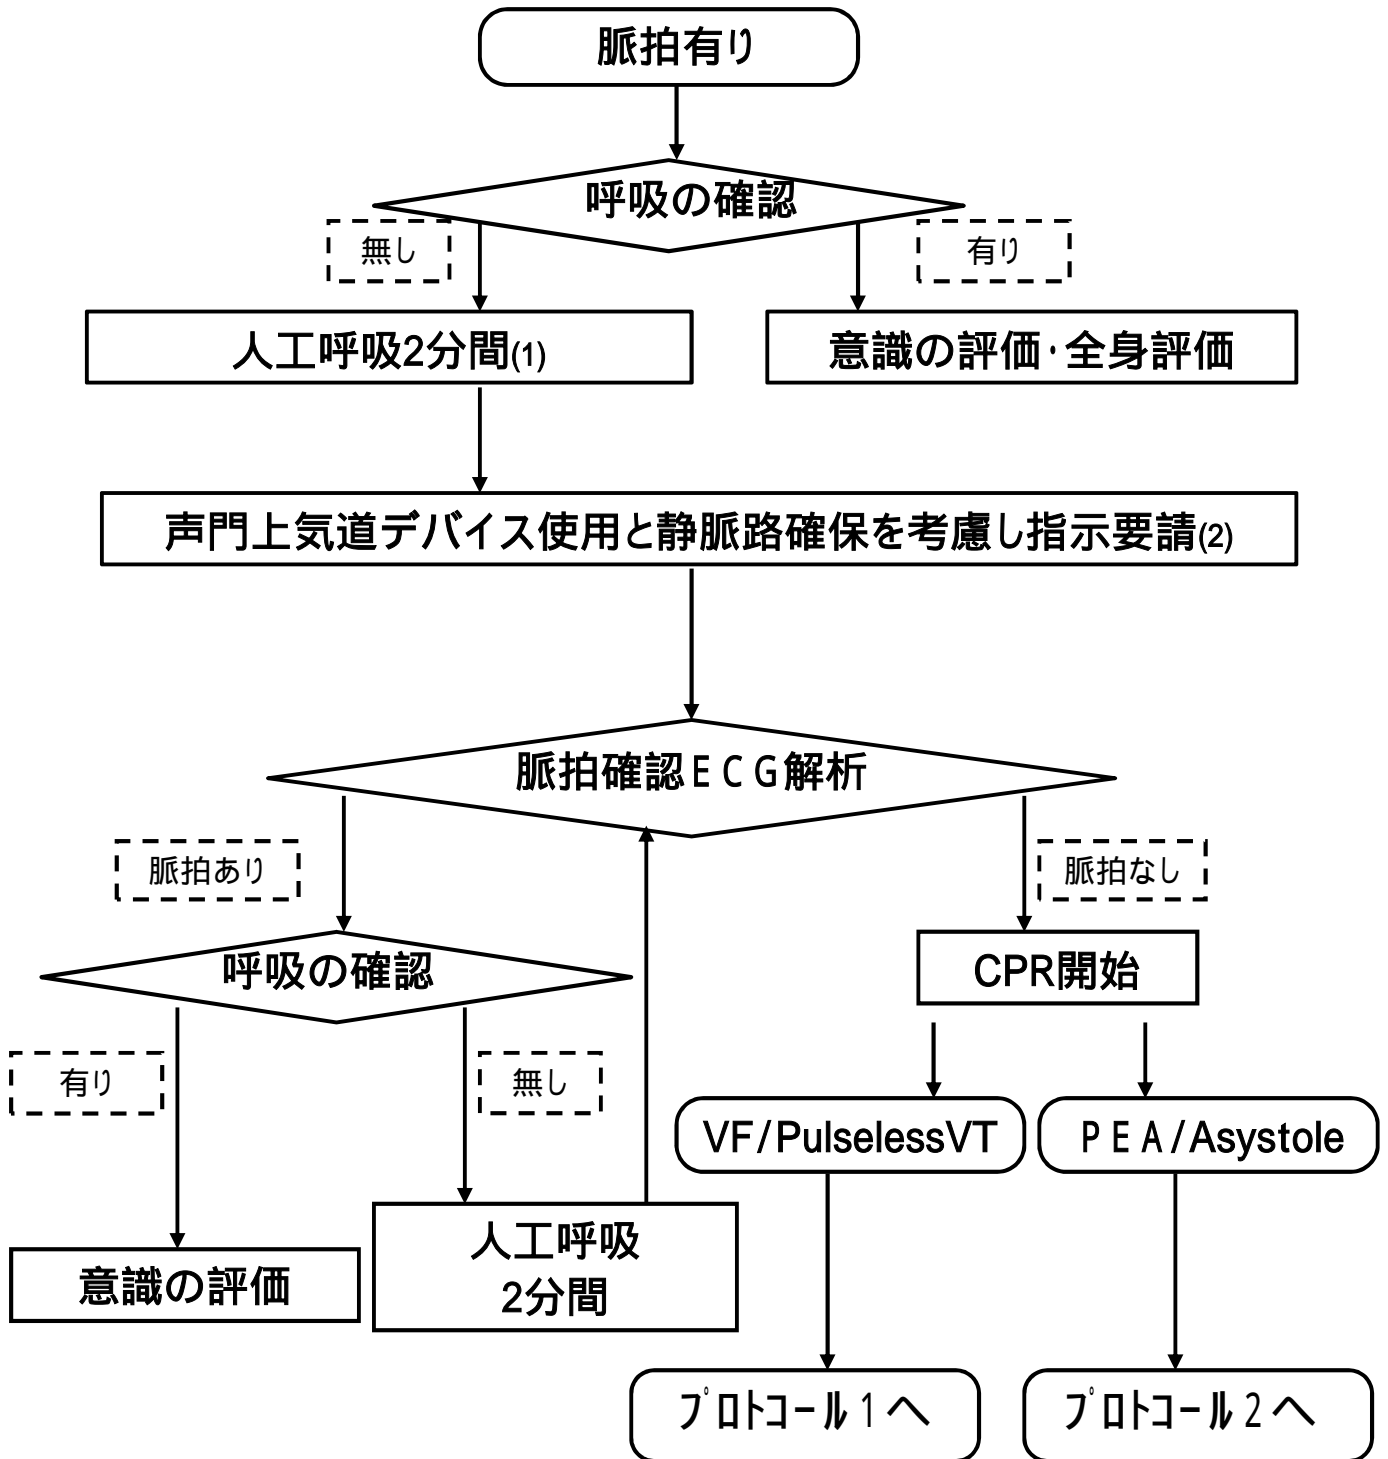 脈拍有り
呼吸の確認
無し
有り
人工呼吸2分間(1)
意識の評価・全身評価
声門上気道デバイス使用と静脈路確保を考慮し指示要請(2)
脈拍確認ECG解析
脈拍あり
脈拍なし
呼吸の確認
CPR開始
有り
無し
VF/PulselessVT
PEA/Asystole
人工呼吸
2分間
意識の評価
プロトコール1へ
プロトコール2へ